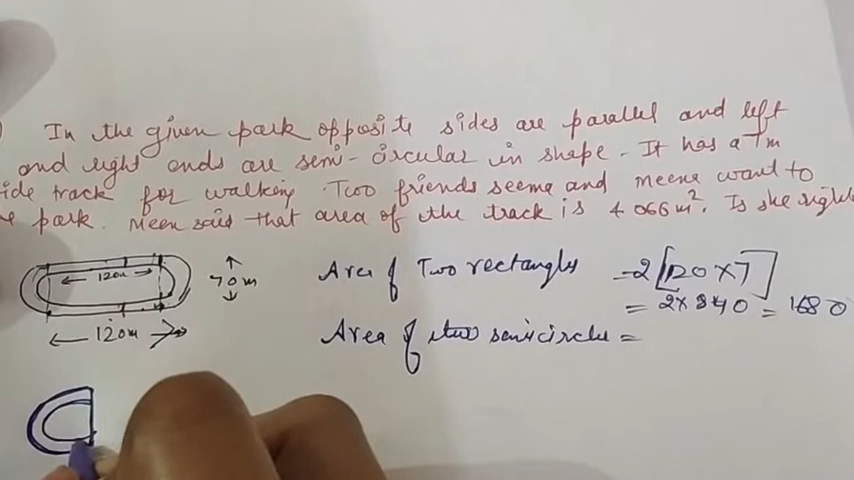 In the given park opposite sides are parallel and left
and right ends are semi-circular in shape. It has a 7m
ide track for walking Two friends seema and meena want to
e park. Meen said that area of the track is 4066 m². Is she right
120m
70m
120m
Area of Two rectangles = 2[120×7]
= 2×840 = 1680
Area of two semicircle =